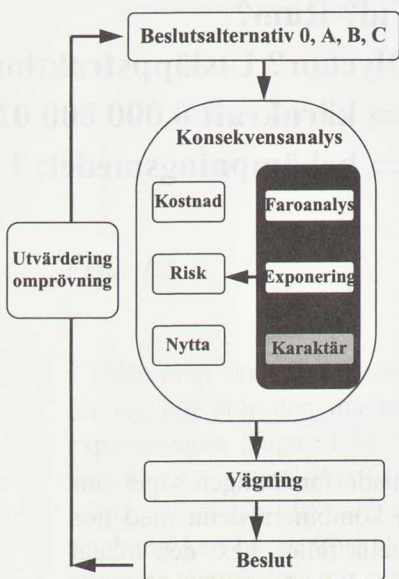 Beslutsalternativ 0, A, B, C
Konsekvensanalys
Kostnad
Faroanalys
Utvärdering
omprövning
Risk
Exponering
Nytta
Karaktär
Vägning
Beslut